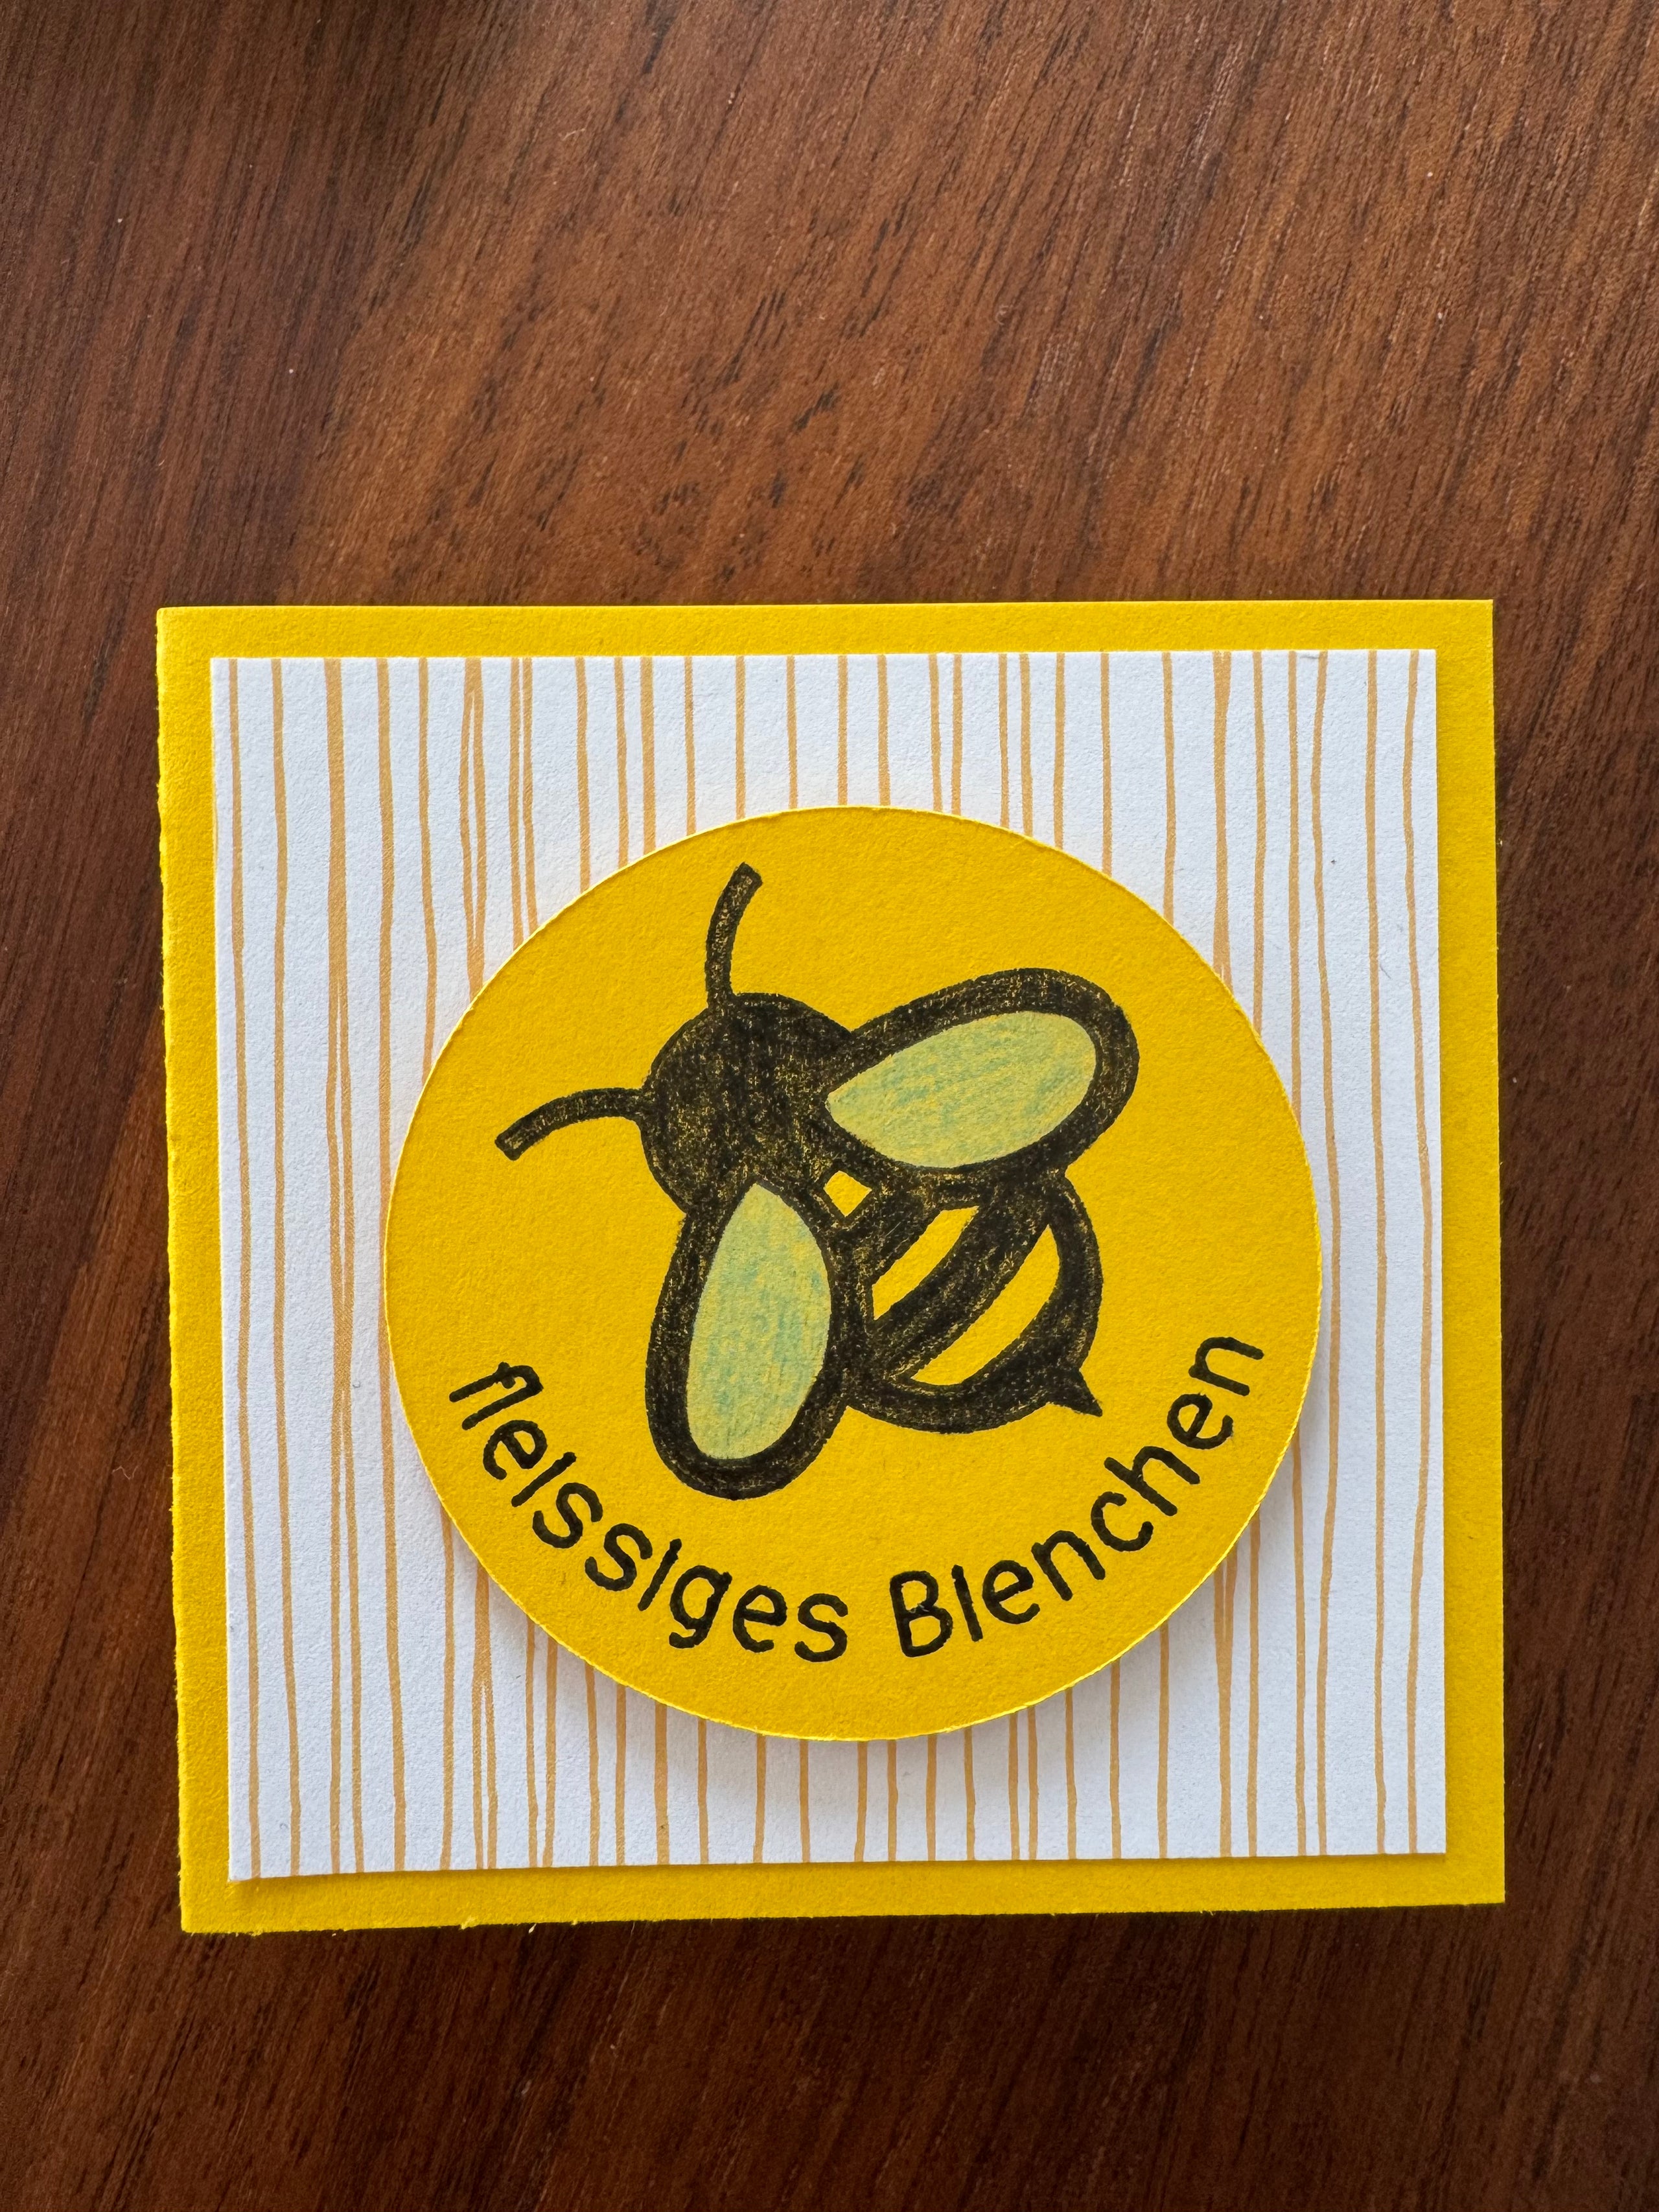 fleissiges Bienchen